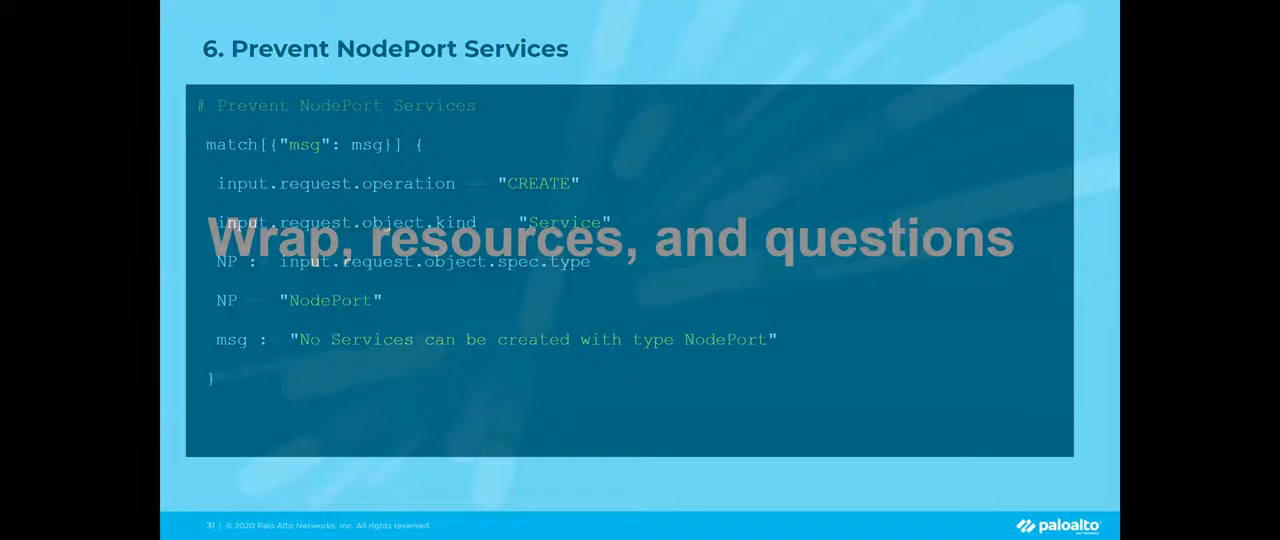 6. Prevent NodePort Services
# Prevent NodePort Services
match[{"msg": msg}] {
input.request.operation == "CREATE"
input.request.object.kind == "Service"
Wrap, resources, and questions
NP := input.request.object.spec.type
NP == "NodePort"
msg := "No Services can be created with type NodePort"
}
31 | © 2020 Palo Alto Networks, Inc. All rights reserved.
paloalto
NETWORKS